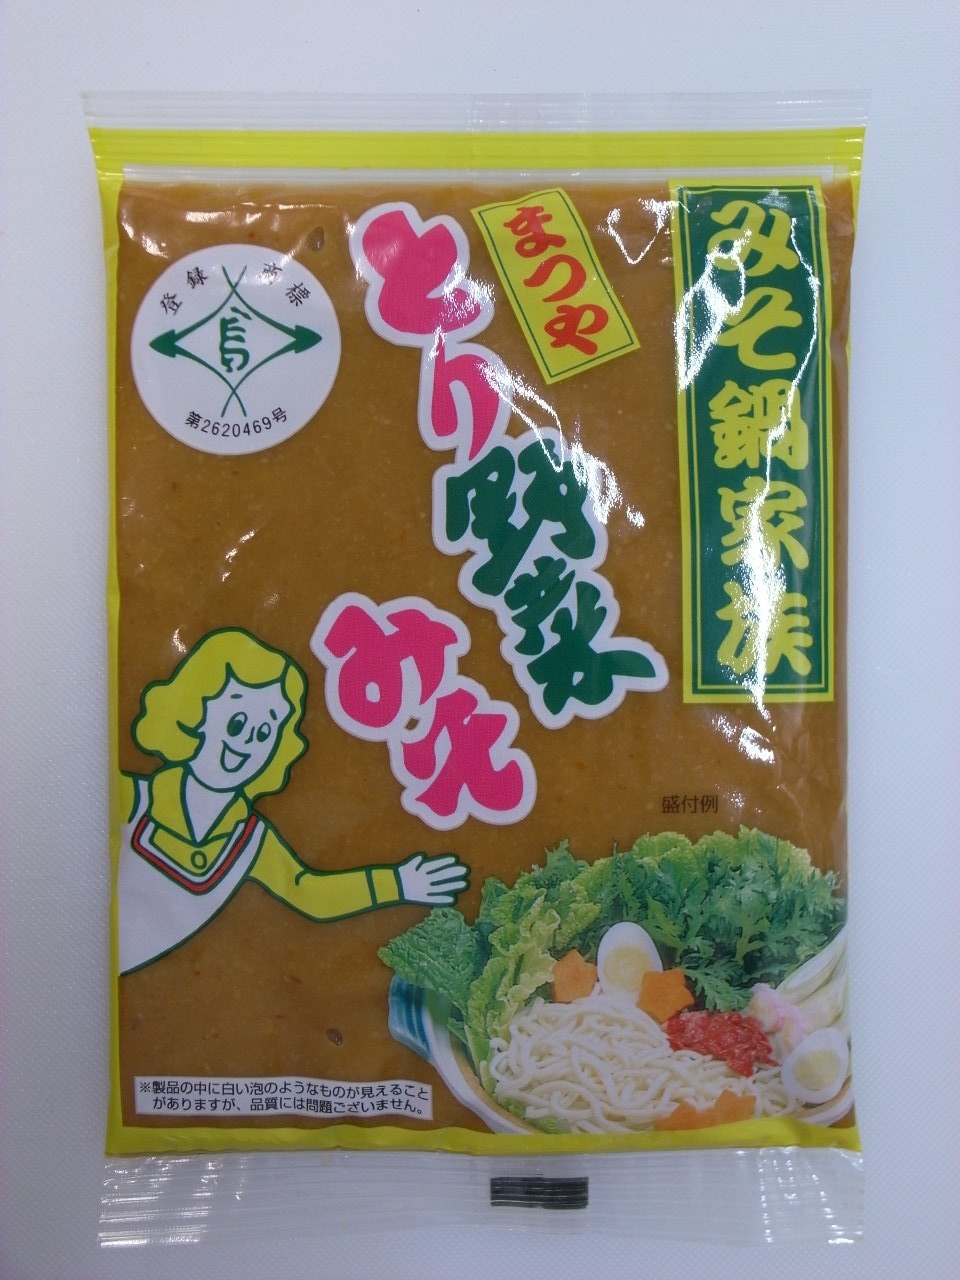 みそ鍋家族
まつや
とり野菜
みそ
登録商標
第2620469号
盛付例
※製品の中に白い泡のようなものが見えること
がありますが、品質には問題ございません。